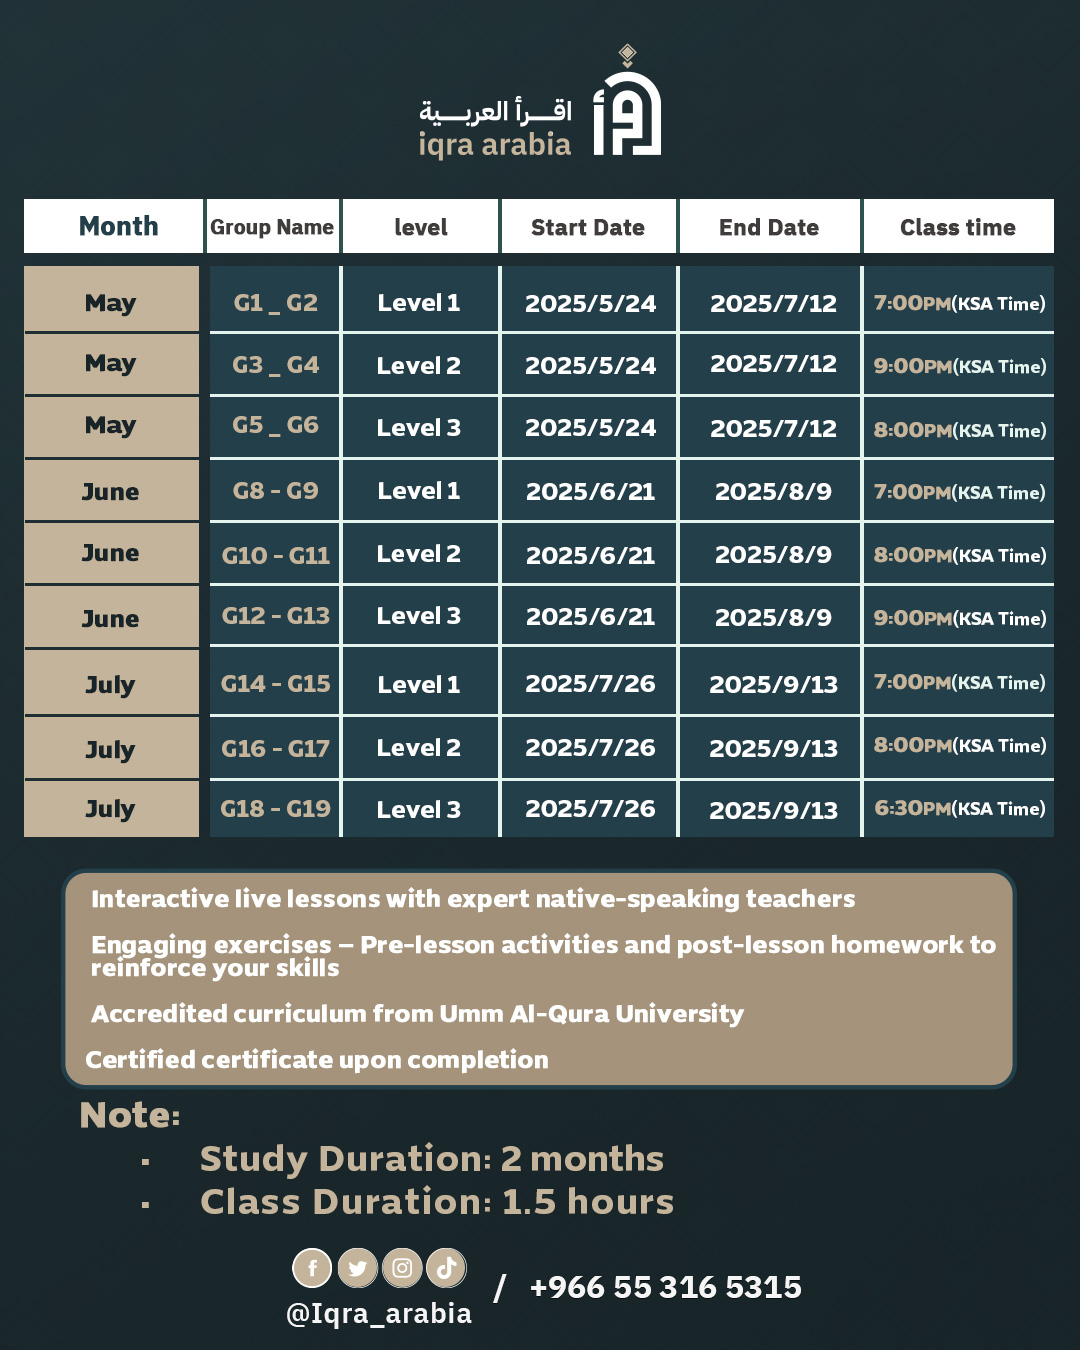 اقـــرأ العربـــية
iqra arabia
Month Group Name level Start Date End Date Class time
May G1 _ G2 Level 1 2025/5/24 2025/7/12 7:00PM(KSA Time)
May G3 _ G4 Level 2 2025/5/24 2025/7/12 9:00PM(KSA Time)
May G5 _ G6 Level 3 2025/5/24 2025/7/12 8:00PM(KSA Time)
June G8 - G9 Level 1 2025/6/21 2025/8/9 7:00PM(KSA Time)
June G10 - G11 Level 2 2025/6/21 2025/8/9 8:00PM(KSA Time)
June G12 - G13 Level 3 2025/6/21 2025/8/9 9:00PM(KSA Time)
July G14 - G15 Level 1 2025/7/26 2025/9/13 7:00PM(KSA Time)
July G16 - G17 Level 2 2025/7/26 2025/9/13 8:00PM(KSA Time)
July G18 - G19 Level 3 2025/7/26 2025/9/13 6:30PM(KSA Time)
Interactive live lessons with expert native-speaking teachers
Engaging exercises – Pre-lesson activities and post-lesson homework to
reinforce your skills
Accredited curriculum from Umm Al-Qura University
Certified certificate upon completion
Note:
· Study Duration: 2 months
· Class Duration: 1.5 hours
@Iqra_arabia / +966 55 316 5315